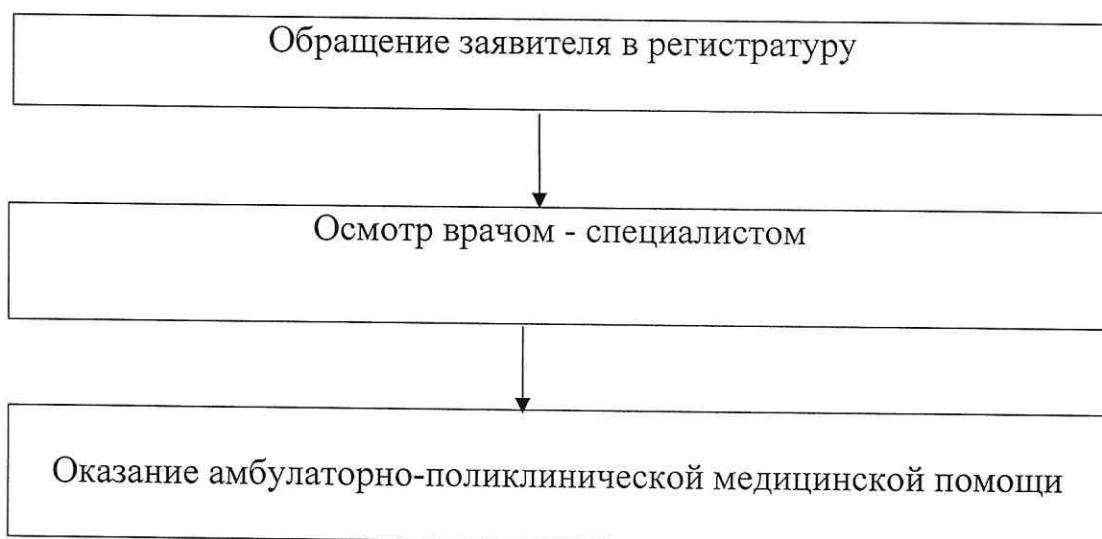 Обращение заявителя в регистратуру
Осмотр врачом - специалистом
Оказание амбулаторно-поликлинической медицинской помощи